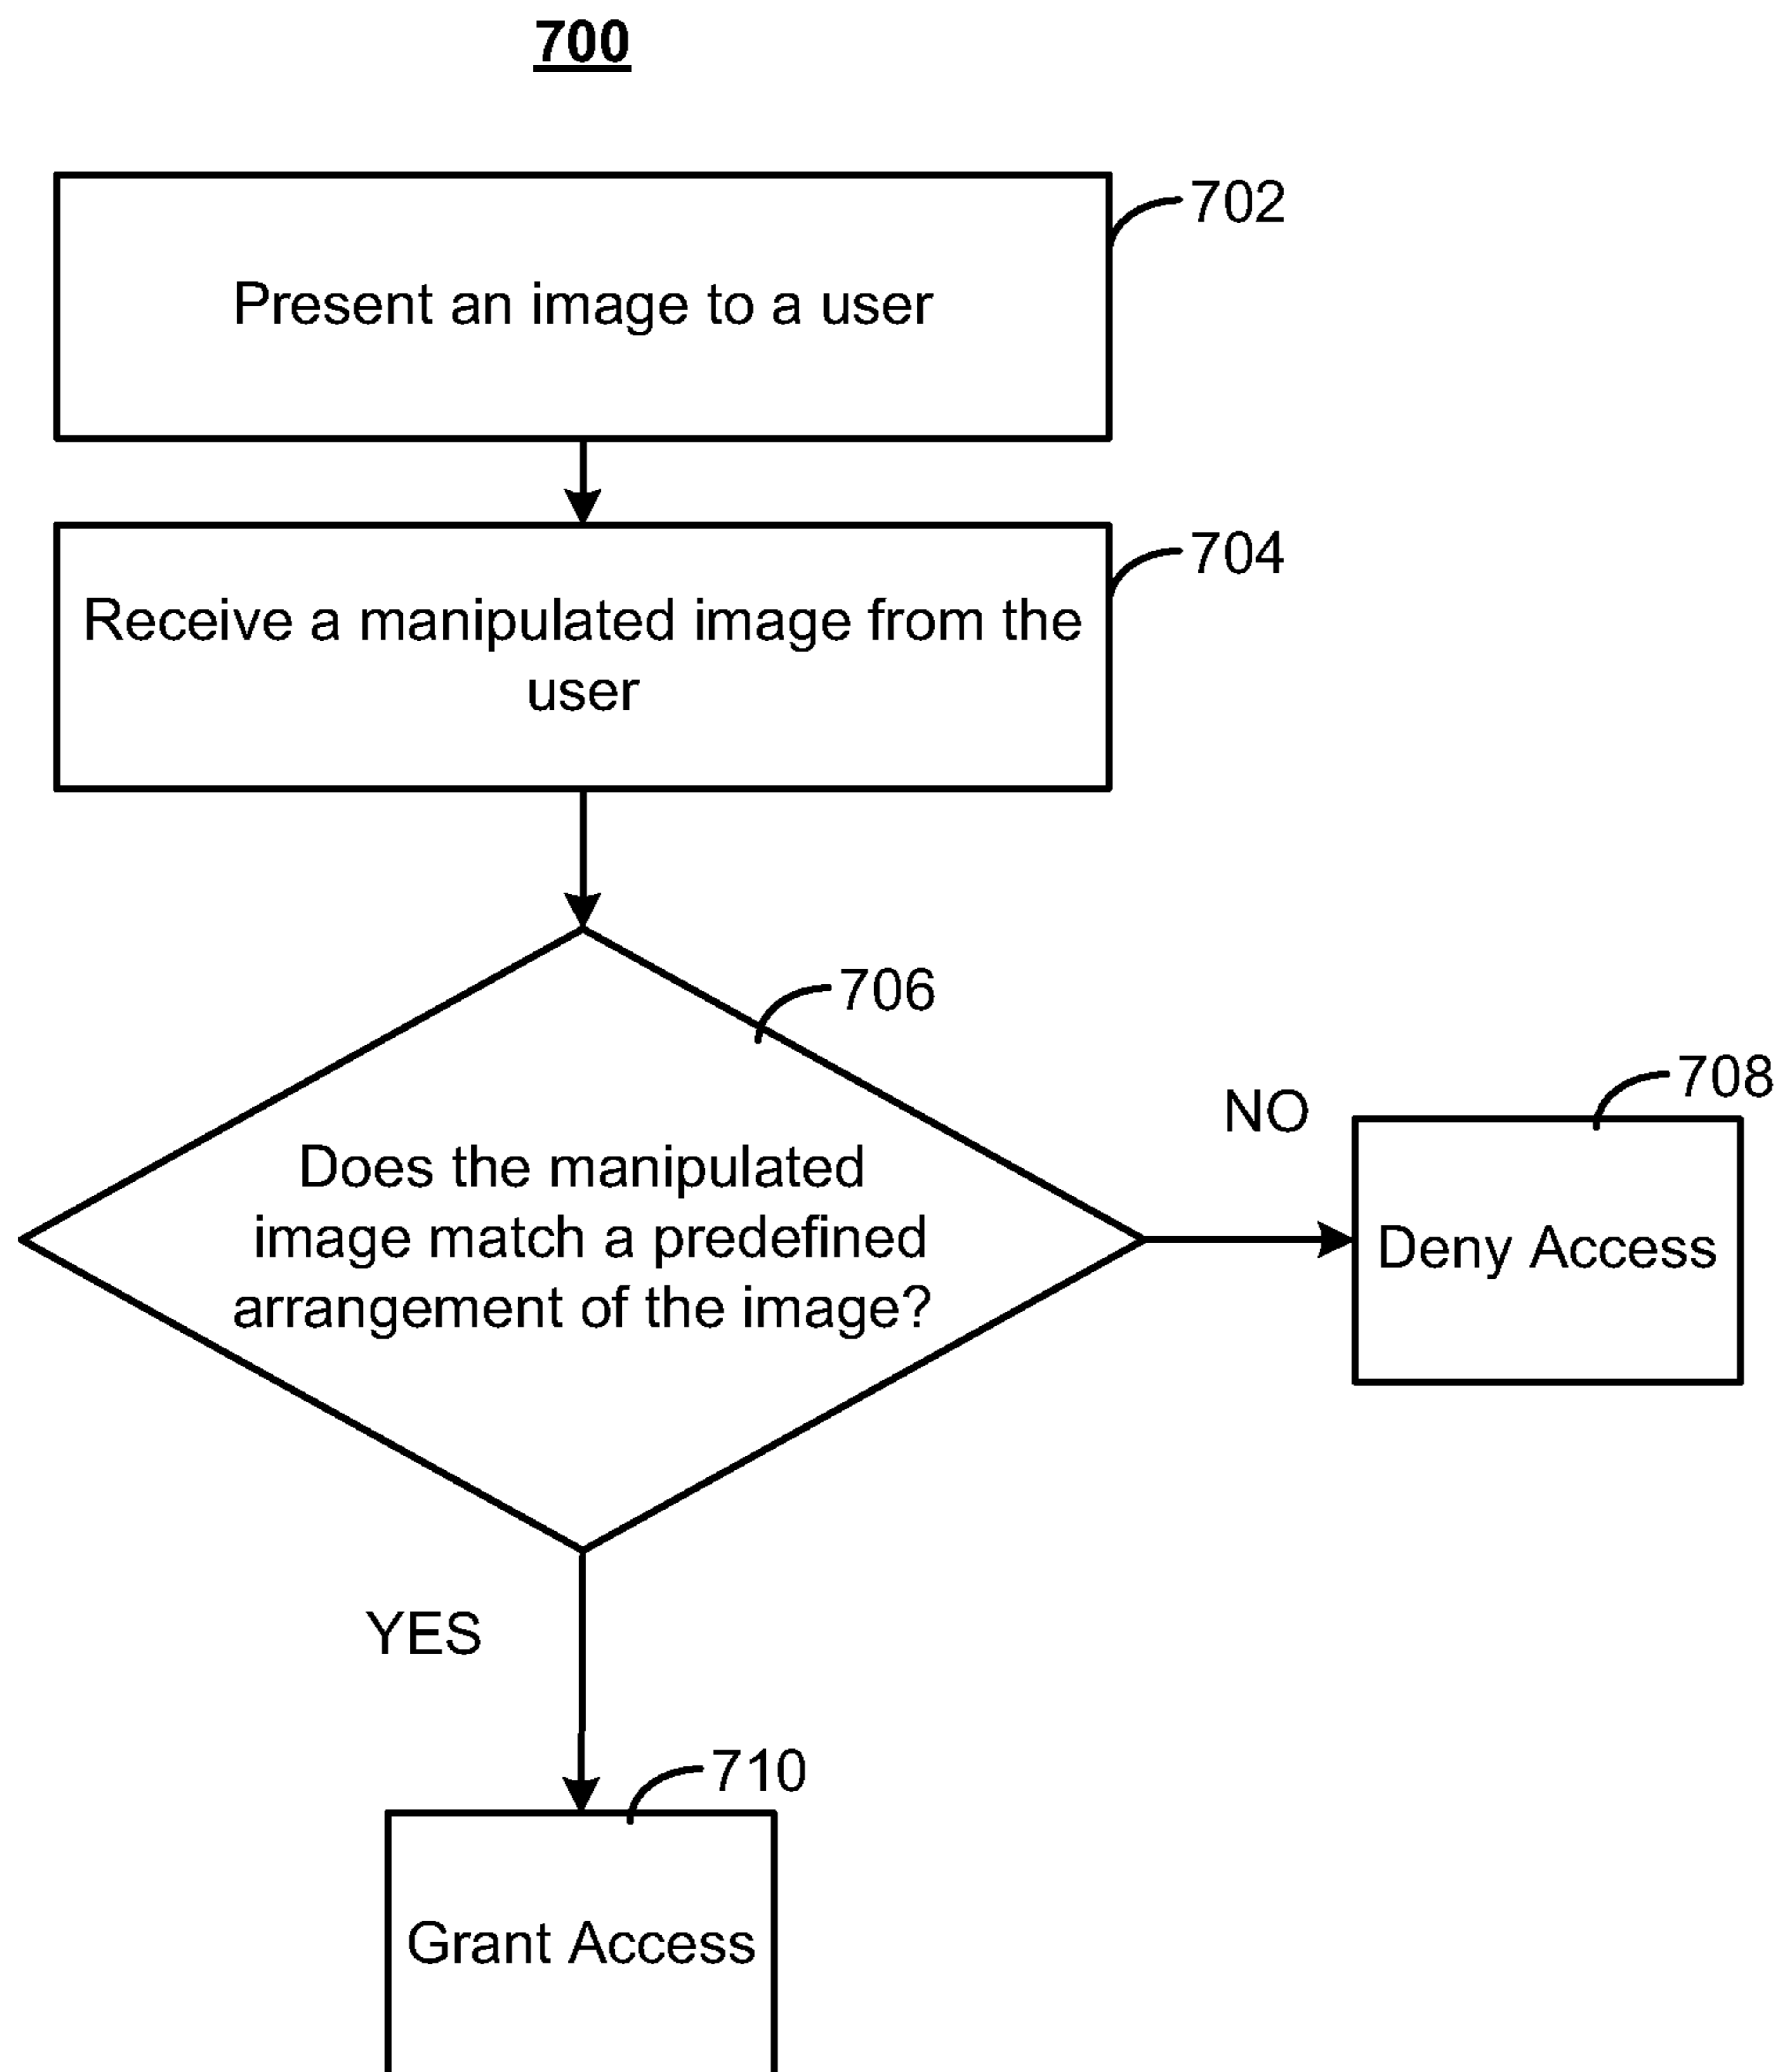 700
702
Present an image to a user
704
Receive a manipulated image from the
user
706
Does the manipulated
image match a predefined
arrangement of the image?
NO
708
Deny Access
YES
710
Grant Access